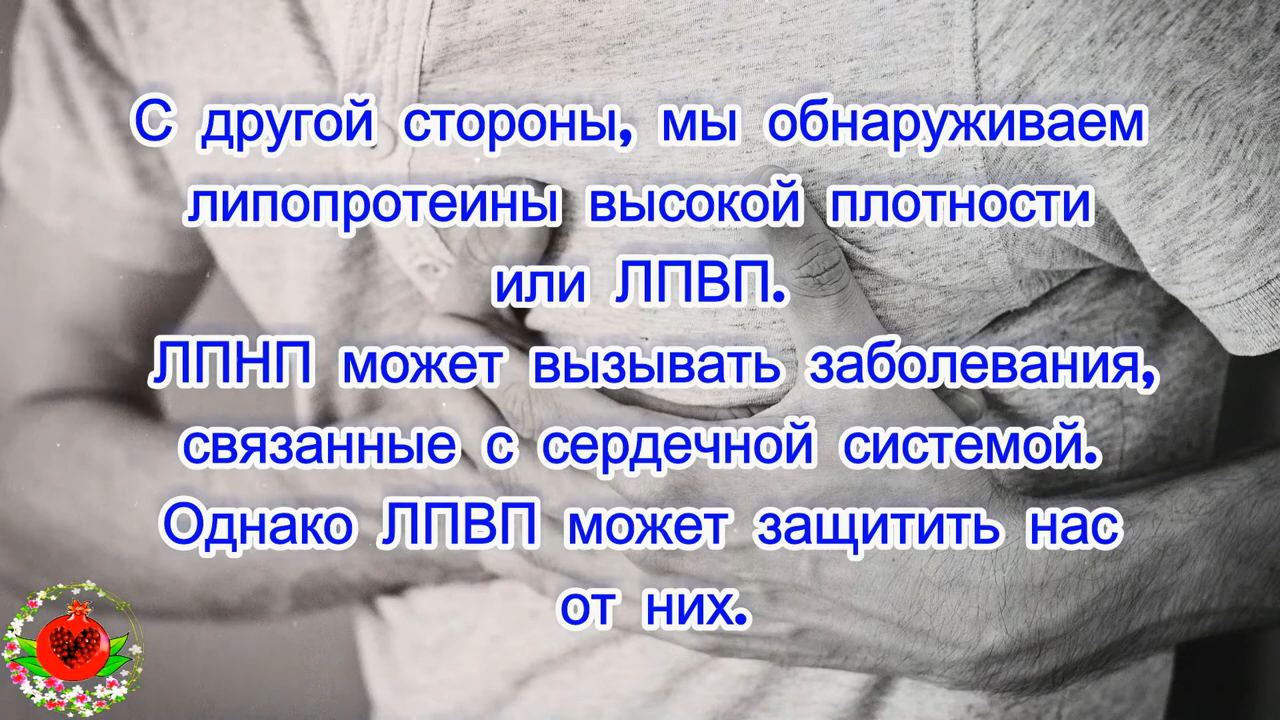 С другой стороны, мы обнаруживаем
липопротеины высокой плотности
или ЛПВП.
ЛПНП может вызывать заболевания,
связанные с сердечной системой.
Однако ЛПВП может защитить нас
от них.